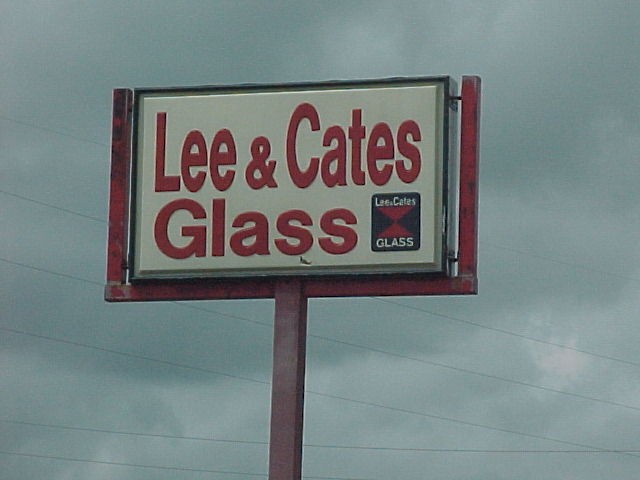 Lee & Cates
Glass
Lee & Cates
GLASS